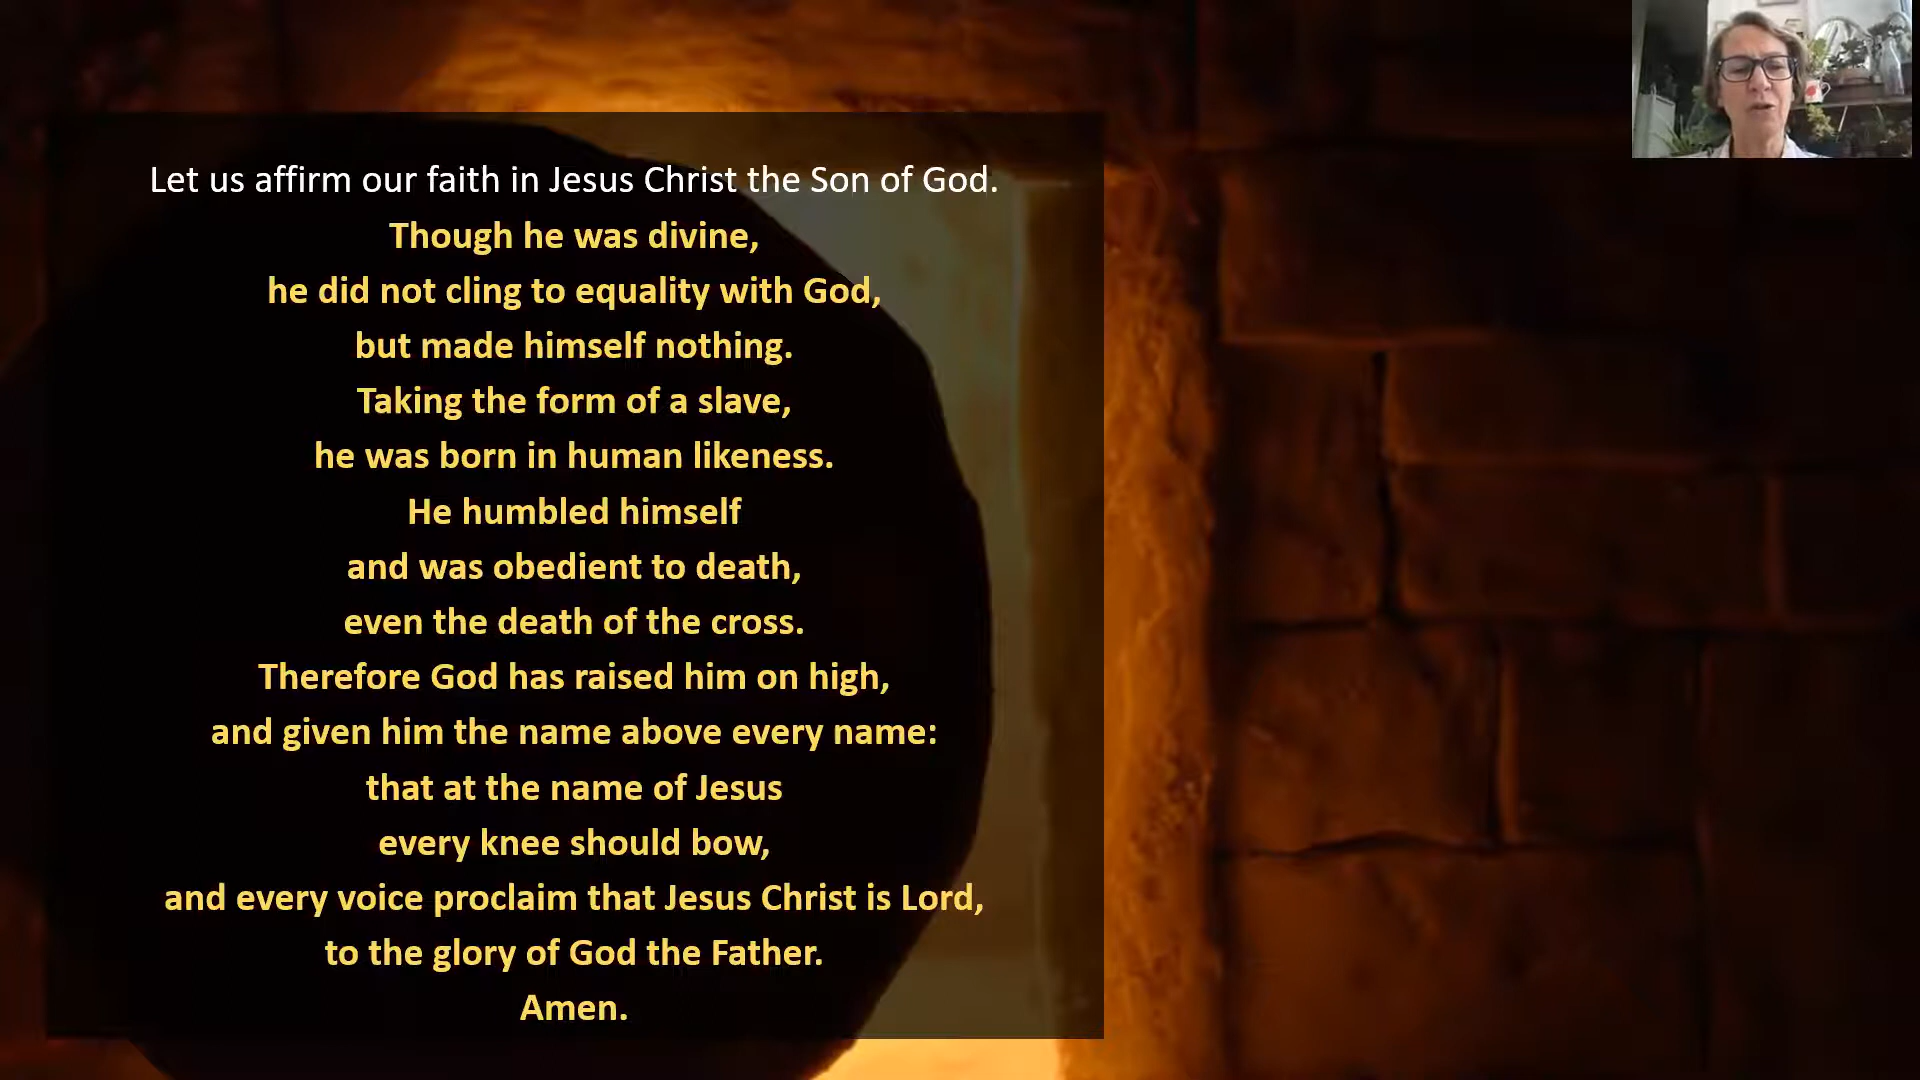 Let us affirm our faith in Jesus Christ the Son of God.
Though he was divine,
he did not cling to equality with God,
but made himself nothing.
Taking the form of a slave,
he was born in human likeness.
He humbled himself
and was obedient to death,
even the death of the cross.
Therefore God has raised him on high,
and given him the name above every name:
that at the name of Jesus
every knee should bow,
and every voice proclaim that Jesus Christ is Lord,
to the glory of God the Father.
Amen.